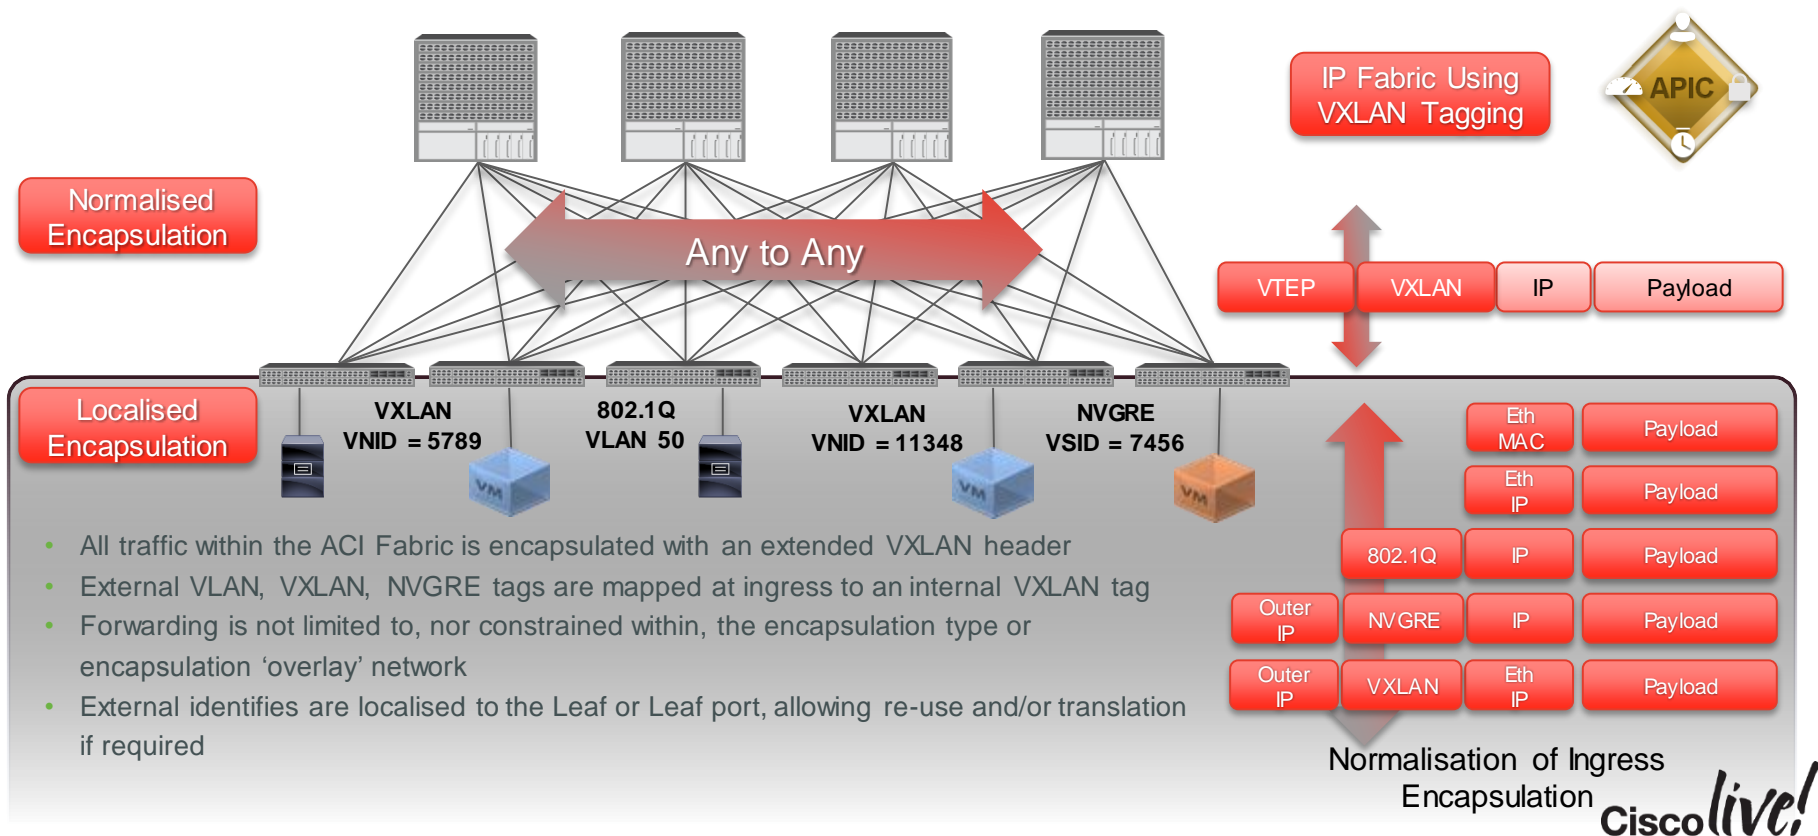 IP Fabric Using
VXLAN Tagging
APIC
Normalised
Encapsulation
Any to Any
VTEP
VXLAN
IP
Payload
Localised
Encapsulation
VXLAN
VNID = 5789
802.1Q
VLAN 50
VXLAN
VNID = 11348
NVGRE
VSID = 7456
VM
VM
VM
Eth
MAC
Payload
Eth
IP
Payload
802.1Q
IP
Payload
Outer
IP
NVGRE
IP
Payload
Outer
IP
VXLAN
Eth
IP
Payload
• All traffic within the ACI Fabric is encapsulated with an extended VXLAN header
• External VLAN, VXLAN, NVGRE tags are mapped at ingress to an internal VXLAN tag
• Forwarding is not limited to, nor constrained within, the encapsulation type or
encapsulation ‘overlay’ network
• External identifies are localised to the Leaf or Leaf port, allowing re-use and/or translation
if required
Normalisation of Ingress
Encapsulation
Cisco live!